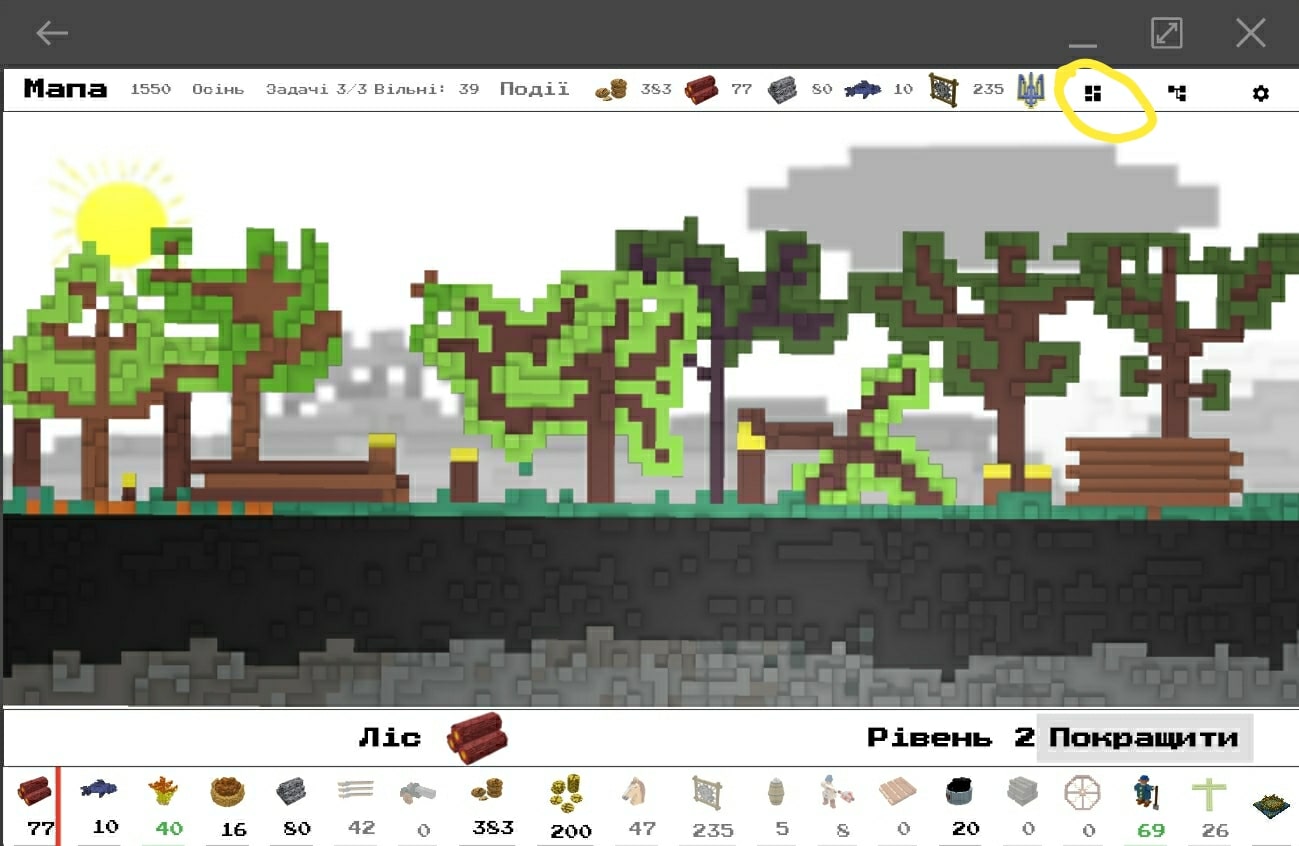 Мапа 1550 Осінь Задачі 3/3 Вільні: 39 Події 383 77 80 10 235
Ліс Рівень 2 Покращити
77 10 40 16 80 42 0 383 200 47 235 5 8 0 20 0 0 69 26